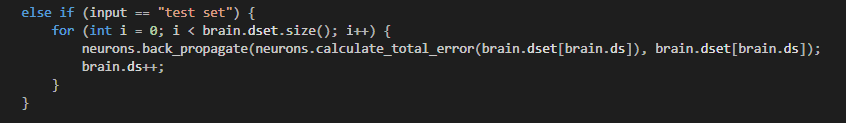 else if (input == "test set") {
for (int i = 0; i < brain.dset.size(); i++) {
neurons.back_propagate(neurons.calculate_total_error(brain.dset[brain.ds]), brain.dset[brain.ds]);
brain.ds++;
}
}